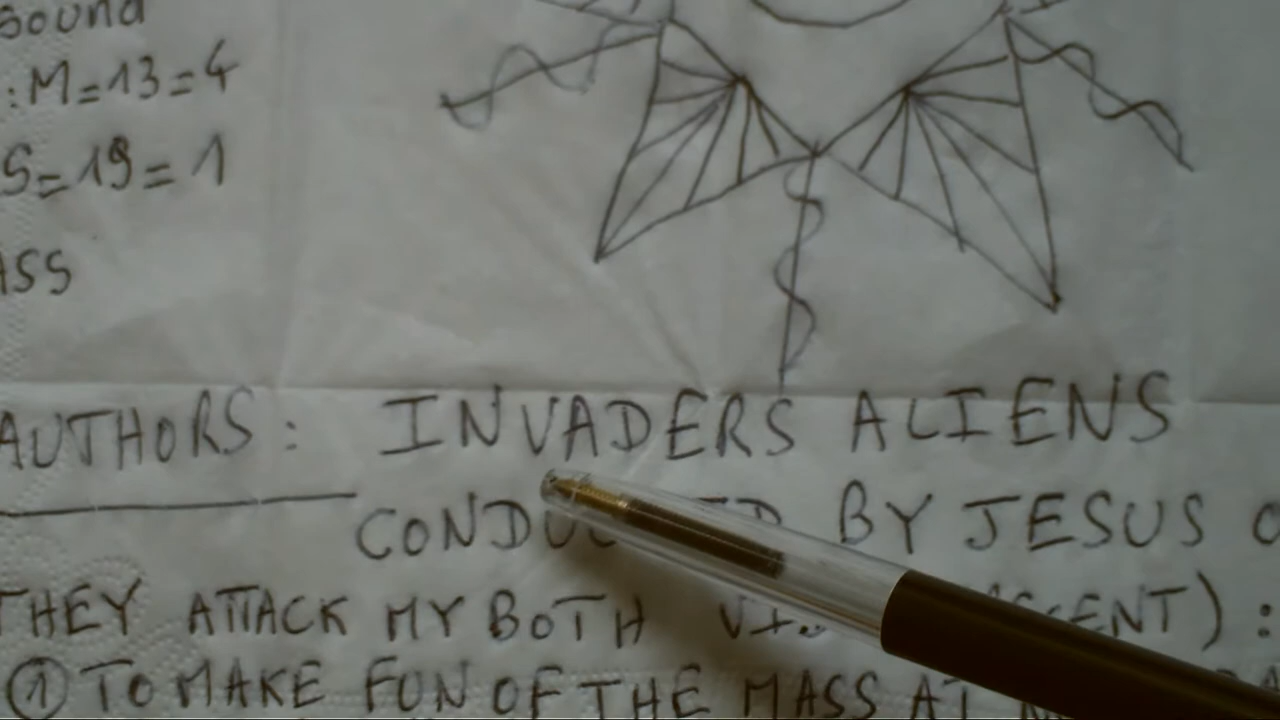 Sound
: M=13=4
S=19=1
ASS
AUTHORS: INVADERS ALIENS
BY JESUS
THEY ATTACK MY BOTH
① TO MAKE FUN OF THE MASS AT